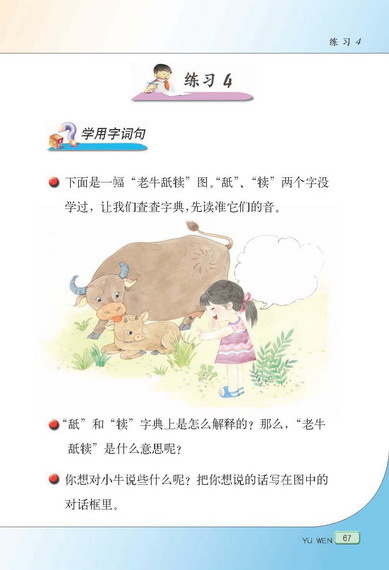 练习 4
练习 4
学用字词句
下面是一幅“老牛舐犊”图。“舐”、“犊”两个字没
学过，让我们查查字典，先读准它们的音。
“舐”和“犊”字典上是怎么解释的？那么，“老牛
舐犊”是什么意思呢？
你想对小牛说些什么呢？把你想说的话写在图中的
对话框里。
YU WEN 67